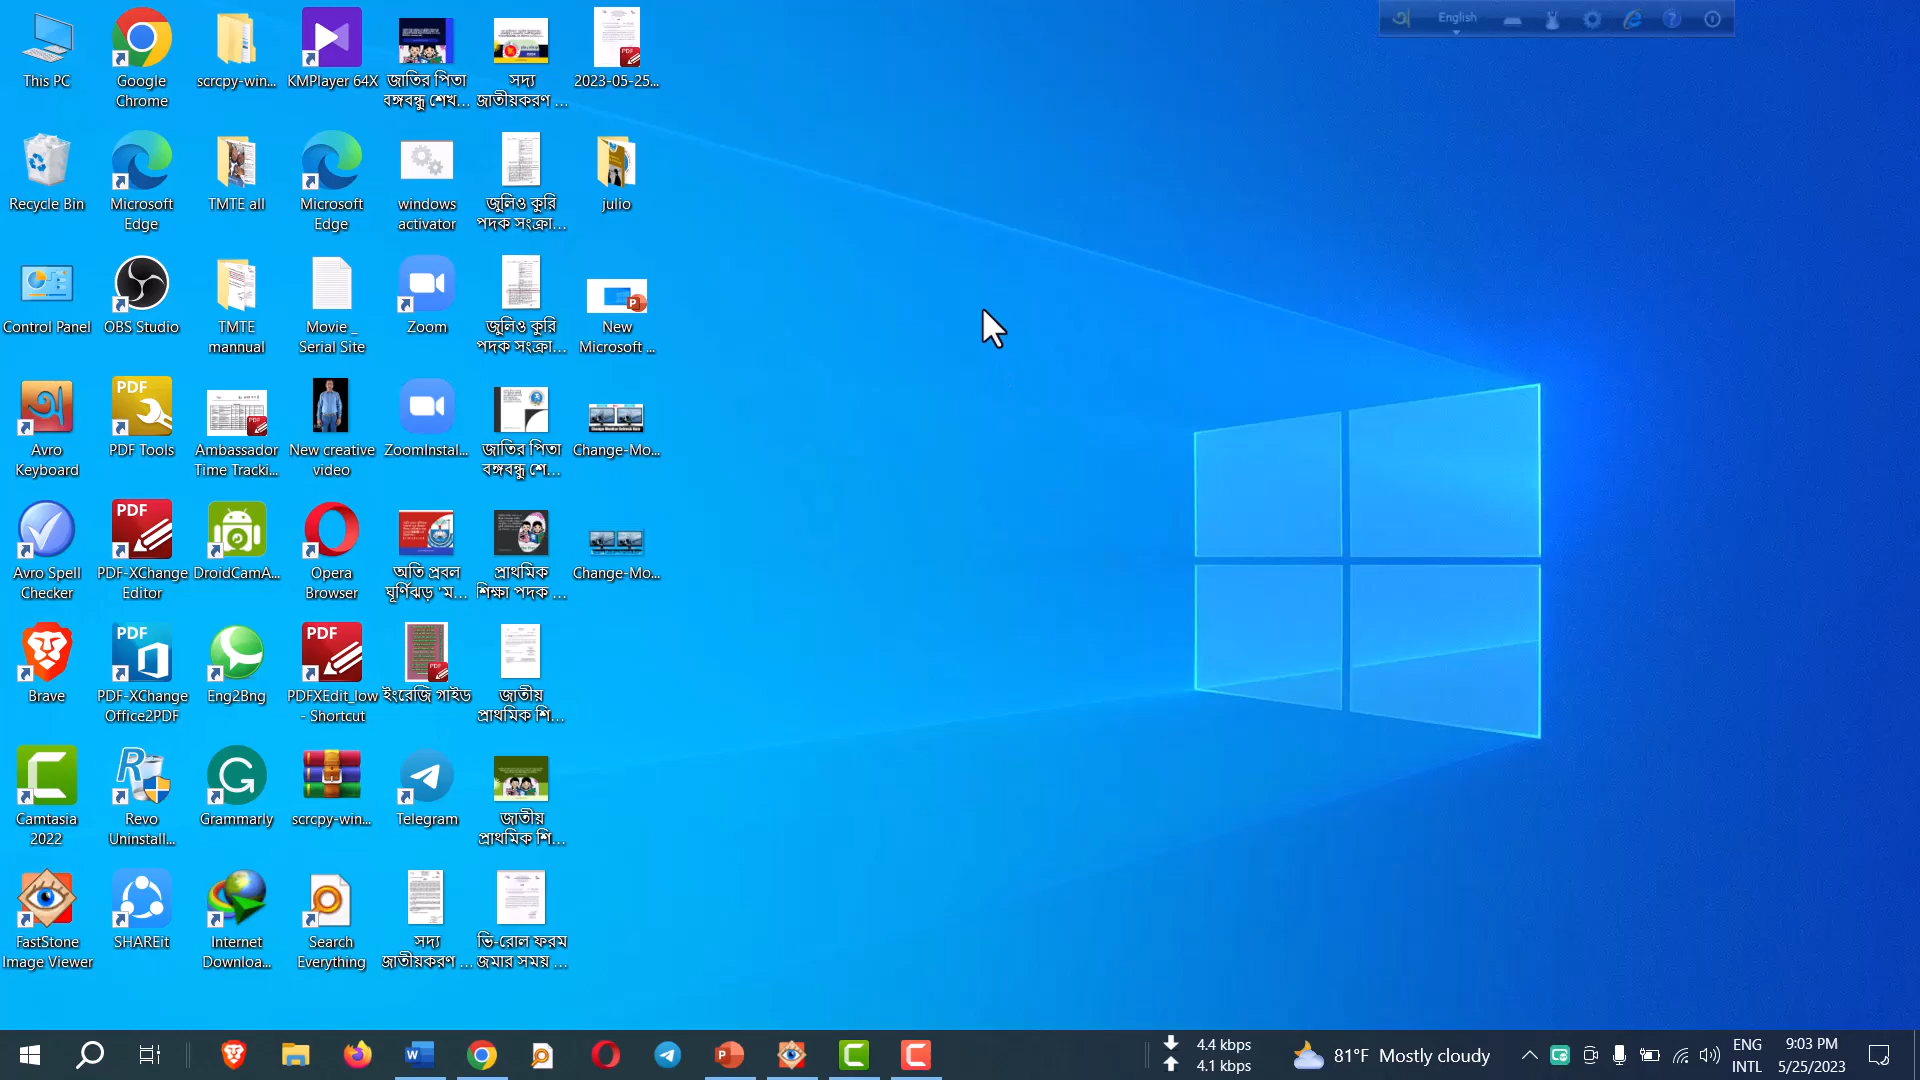 English
This PC
Google
Chrome
scrcpy-win...
KMPlayer 64X
জাতির পিতা
বঙ্গবন্ধু শেখ...
সদ্য
জাতীয়করণ ...
2023-05-25...
Recycle Bin
Microsoft
Edge
TMTE all
Microsoft
Edge
windows
activator
জুলিও কুরি
পদক সংক্রা...
julio
Control Panel
OBS Studio
TMTE
mannual
Movie _
Serial Site
Zoom
জুলিও কুরি
পদক সংক্রা...
New
Microsoft ...
Avro
Keyboard
PDF
PDF Tools
Ambassador
Time Tracki...
New creative
video
ZoomInstal...
জাতির পিতা
বঙ্গবন্ধু শে...
Change-Mo...
Avro Spell
Checker
PDF
PDF-XChange
Editor
DroidCamA...
Opera
Browser
অতি প্রবল
ঘূর্ণিঝড় 'ম...
প্রাথমিক
শিক্ষা পদক ...
Change-Mo...
Brave
PDF
PDF-XChange
Office2PDF
Eng2Bng
PDF
PDFXEdit_low
- Shortcut
ইংরেজি গাইড
জাতীয়
প্রাথমিক শি...
Camtasia
2022
Revo
Uninstall...
Grammarly
scrcpy-win...
Telegram
জাতীয়
প্রাথমিক শি...
FastStone
Image Viewer
SHAREit
Internet
Downloa...
Search
Everything
সদ্য
জাতীয়করণ ...
ভি-রোল ফরম
জমার সময় ...
4.4 kbps
4.1 kbps
81°F Mostly cloudy
ENG
INTL
9:03 PM
5/25/2023